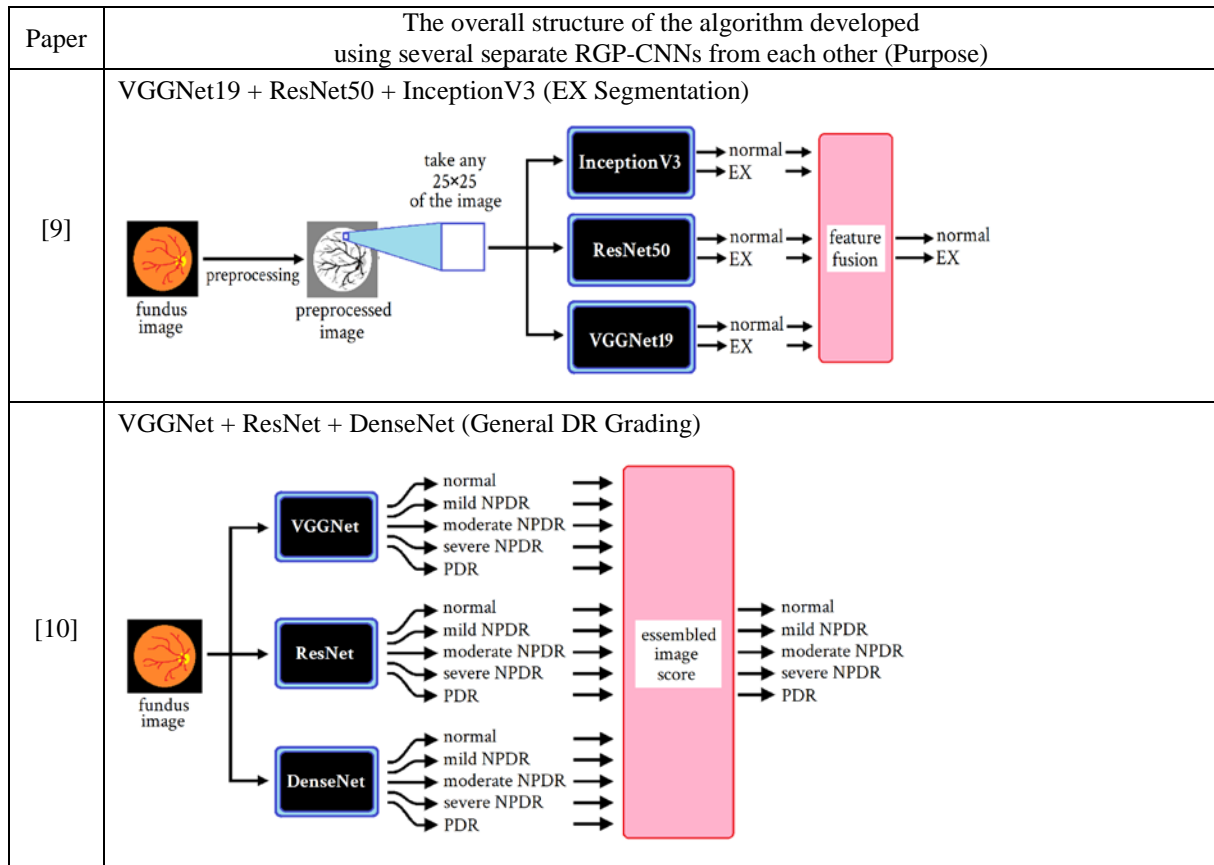 Paper
The overall structure of the algorithm developed
using several separate RGP-CNNs from each other (Purpose)
[9]
VGGNet19 + ResNet50 + InceptionV3 (EX Segmentation)
fundus
image
preprocessing
preprocessed
image
take any
25×25
of the image
InceptionV3
normal
EX
ResNet50
normal
EX
VGGNet19
normal
EX
feature
fusion
normal
EX
[10]
VGGNet + ResNet + DenseNet (General DR Grading)
fundus
image
VGGNet
normal
mild NPDR
moderate NPDR
severe NPDR
PDR
ResNet
normal
mild NPDR
moderate NPDR
severe NPDR
PDR
DenseNet
normal
mild NPDR
moderate NPDR
severe NPDR
PDR
essembled
image
score
normal
mild NPDR
moderate NPDR
severe NPDR
PDR